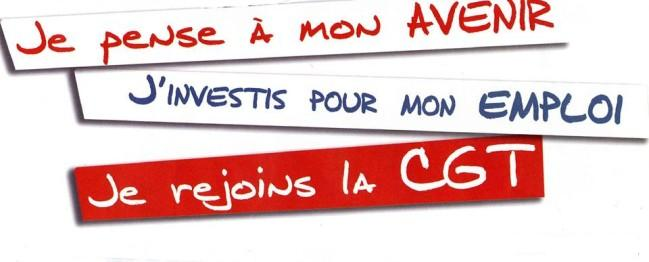 Je pense à mon AVENIR
J'INVESTIS POUR MON EMPLOI
Je rejoins la CGT